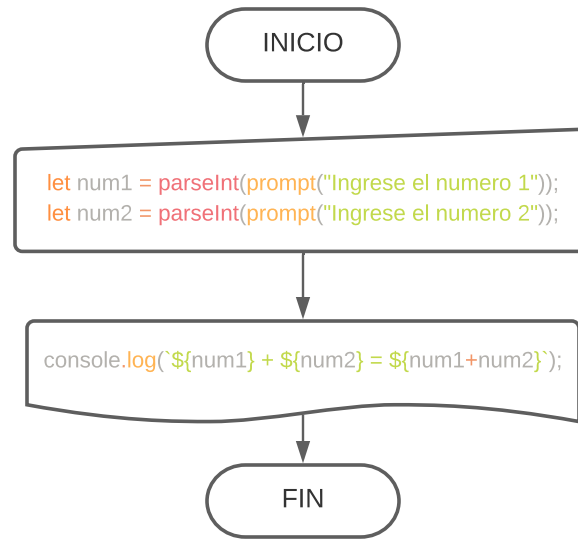 INICIO
let num1 = parseInt(prompt("Ingrese el numero 1"));
let num2 = parseInt(prompt("Ingrese el numero 2"));
console.log(`${num1} + ${num2} = ${num1+num2}`);
FIN